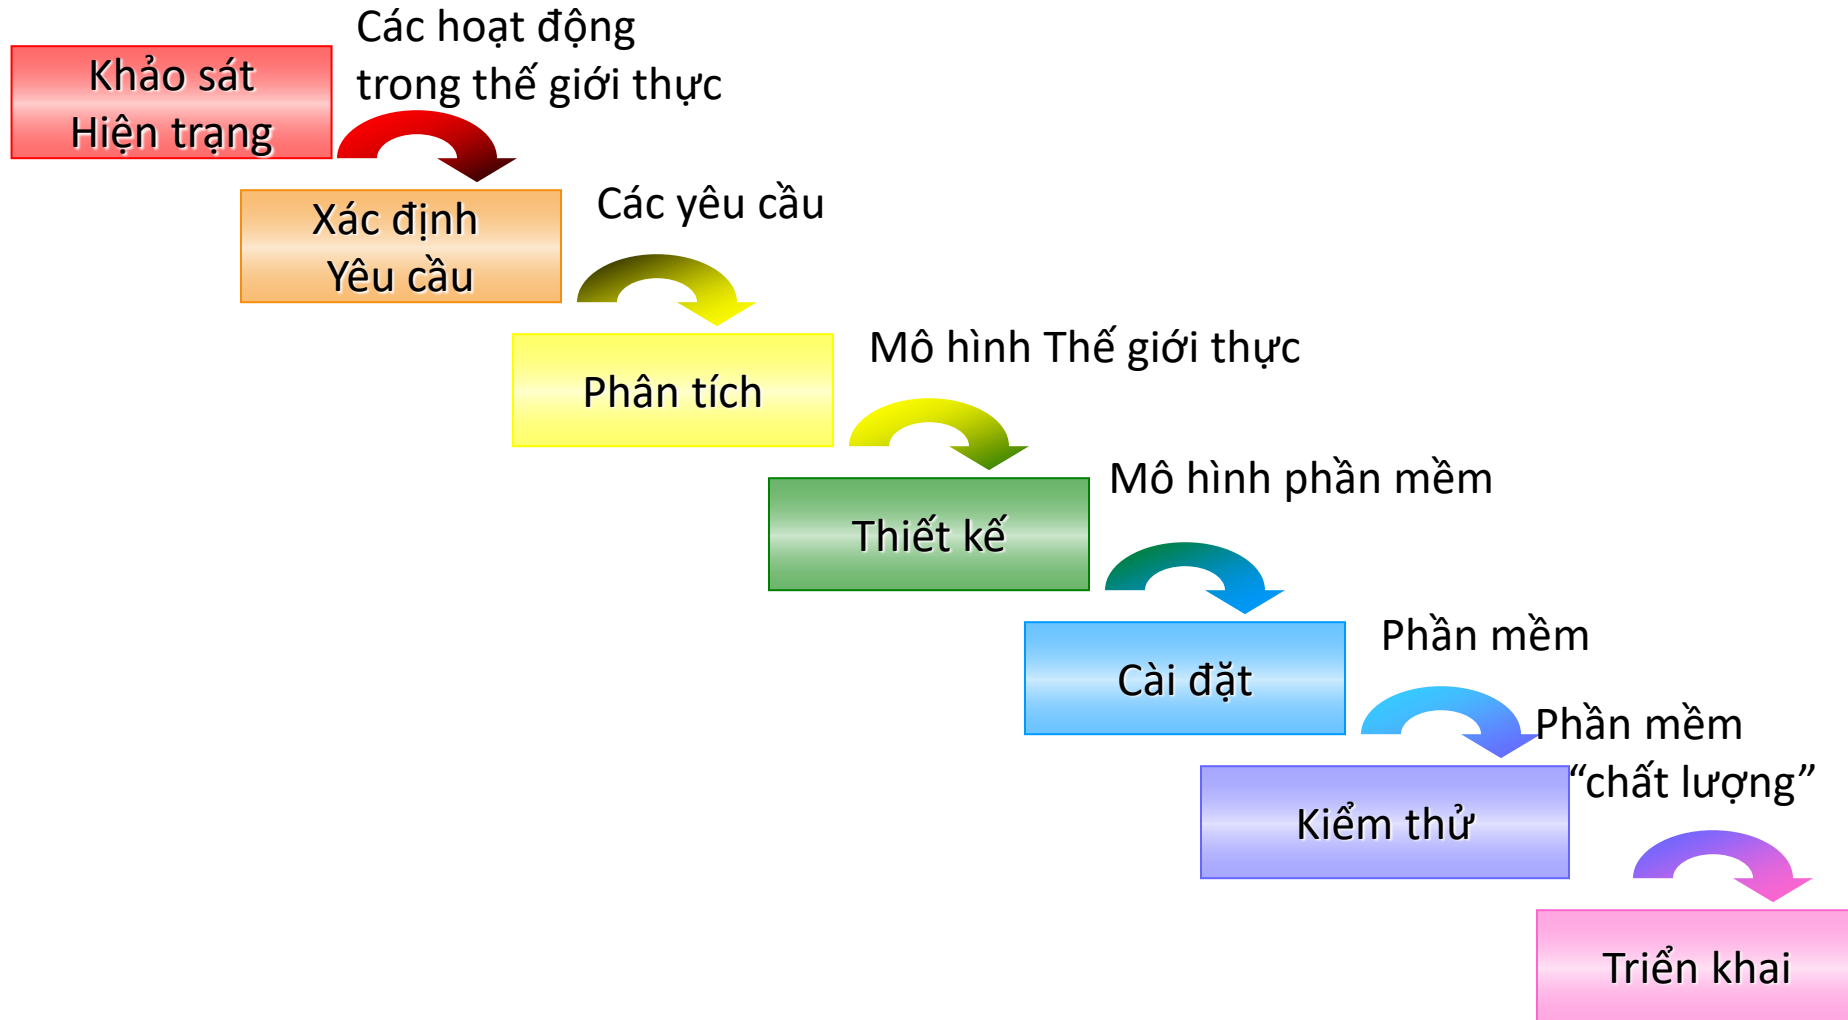 Các hoạt động
trong thế giới thực
Khảo sát
Hiện trạng
Các yêu cầu
Xác định
Yêu cầu
Mô hình Thế giới thực
Phân tích
Mô hình phần mềm
Thiết kế
Phần mềm
Cài đặt
Phần mềm
“chất lượng”
Kiểm thử
Triển khai